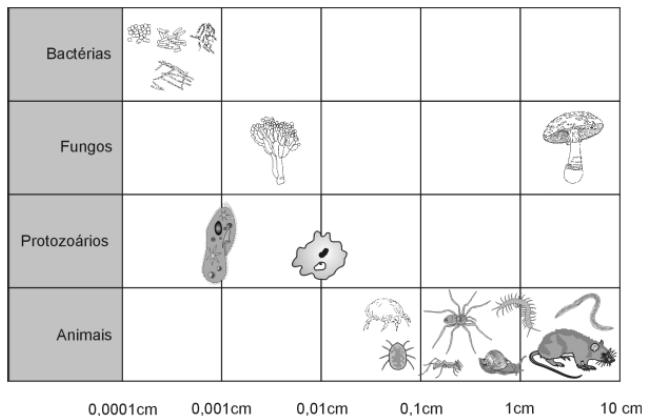 Bactérias
Fungos
Protozoários
Animais
0,0001cm 0,001cm 0,01cm 0,1cm 1cm 10 cm